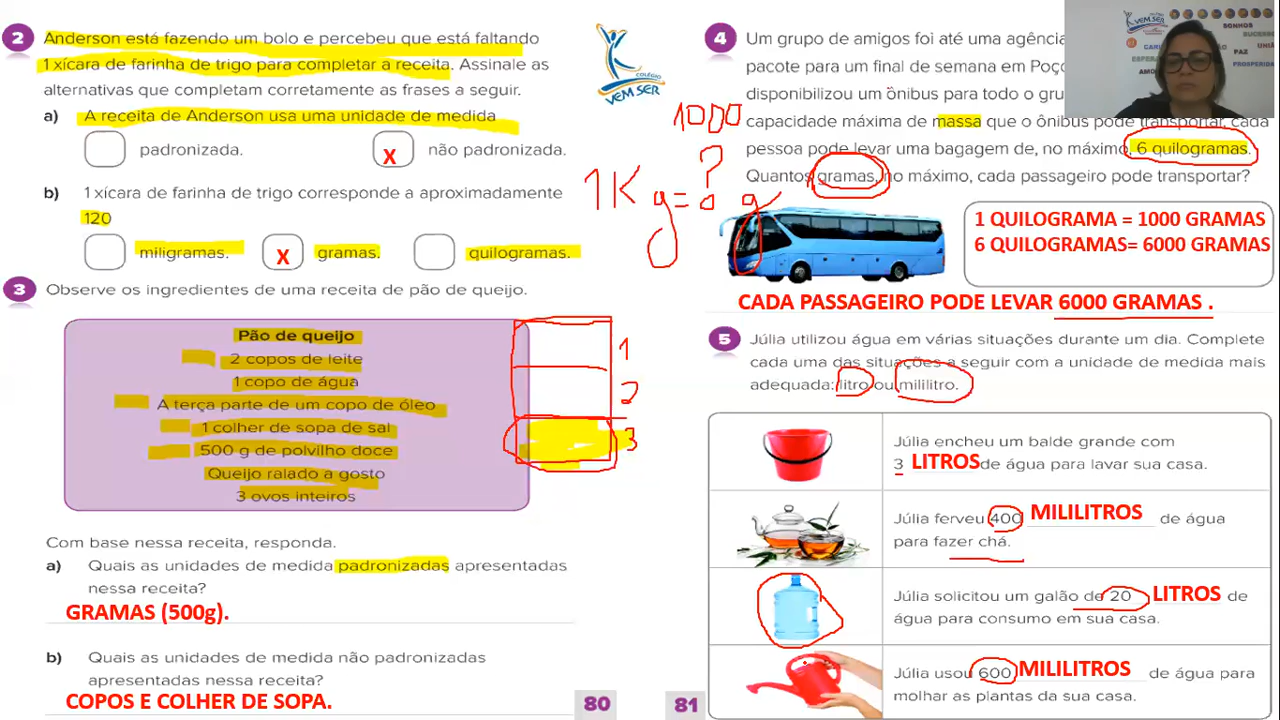 2 Anderson está fazendo um bolo e percebeu que está faltando
1 xícara de farinha de trigo para completar a receita. Assinale as
alternativas que completam corretamente as frases a seguir.
a) A receita de Anderson usa uma unidade de medida
padronizada. X não padronizada.
b) 1 xícara de farinha de trigo corresponde a aproximadamente
120
miligramas. X gramas. quilogramas.
3 Observe os ingredientes de uma receita de pão de queijo.
Pão de queijo
2 copos de leite
1 copo de água
A terça parte de um copo de óleo
1 colher de sopa de sal
500 g de polvilho doce
Queijo ralado a gosto
3 ovos inteiros
1
2
3
Com base nessa receita, responda.
a) Quais as unidades de medida padronizadas apresentadas
nessa receita?
GRAMAS (500g).
b) Quais as unidades de medida não padronizadas
apresentadas nessa receita?
COPOS E COLHER DE SOPA.
80
COLÉGIO
VEM SER
1000
1Kg=? g
4 Um grupo de amigos foi até uma agência
pacote para um final de semana em Poço
disponibilizou um ônibus para todo o gru
capacidade máxima de massa que o ônibus pode transportar, cada
pessoa pode levar uma bagagem de, no máximo, 6 quilogramas.
Quantos gramas, no máximo, cada passageiro pode transportar?
1 QUILOGRAMA = 1000 GRAMAS
6 QUILOGRAMAS= 6000 GRAMAS
CADA PASSAGEIRO PODE LEVAR 6000 GRAMAS .
5 Júlia utilizou água em várias situações durante um dia. Complete
cada uma das situações a seguir com a unidade de medida mais
adequada: litro ou mililitro.
Júlia encheu um balde grande com
3 LITROS de água para lavar sua casa.
Júlia ferveu 400 MILILITROS de água
para fazer chá.
Júlia solicitou um galão de 20 LITROS de
água para consumo em sua casa.
Júlia usou 600 MILILITROS de água para
molhar as plantas da sua casa.
81
VEM SER
SONHOS
PAZ